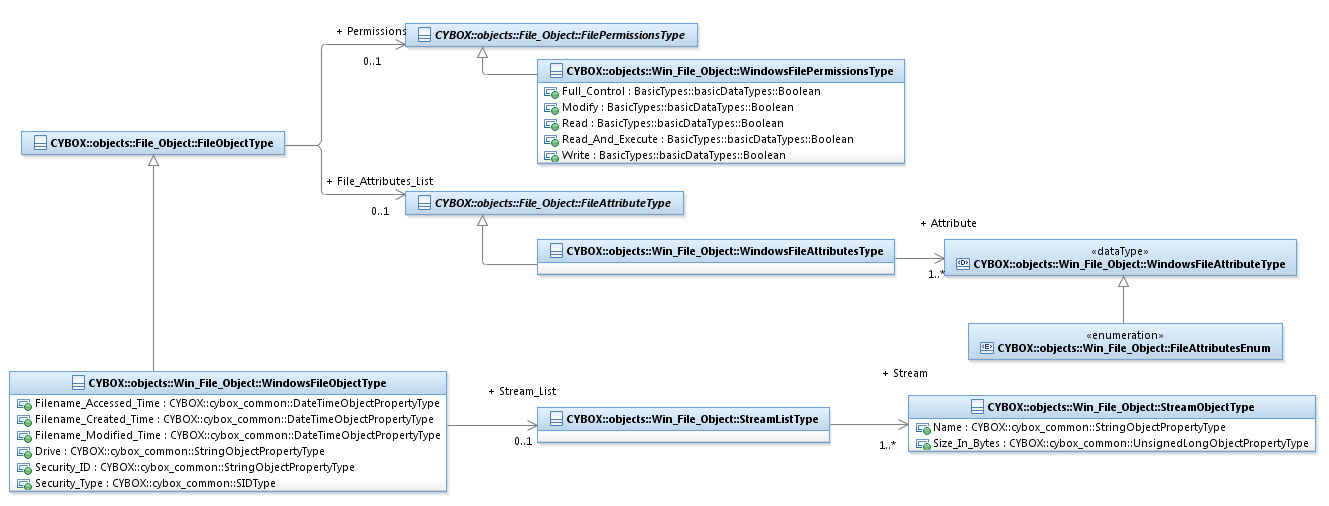 + Permissions
0..1
CYBOX::objects::File_Object::FilePermissionsType
CYBOX::objects::Win_File_Object::WindowsFilePermissionsType
Full_Control : BasicTypes::basicDataTypes::Boolean
Modify : BasicTypes::basicDataTypes::Boolean
Read : BasicTypes::basicDataTypes::Boolean
Read_And_Execute : BasicTypes::basicDataTypes::Boolean
Write : BasicTypes::basicDataTypes::Boolean
CYBOX::objects::File_Object::FileObjectType
+ File_Attributes_List
0..1
CYBOX::objects::File_Object::FileAttributeType
CYBOX::objects::Win_File_Object::WindowsFileAttributesType
+ Attribute
1..*
«dataType»
CYBOX::objects::Win_File_Object::WindowsFileAttributeType
«enumeration»
CYBOX::objects::Win_File_Object::FileAttributesEnum
CYBOX::objects::Win_File_Object::WindowsFileObjectType
Filename_Accessed_Time : CYBOX::cybox_common::DateTimeObjectPropertyType
Filename_Created_Time : CYBOX::cybox_common::DateTimeObjectPropertyType
Filename_Modified_Time : CYBOX::cybox_common::DateTimeObjectPropertyType
Drive : CYBOX::cybox_common::StringObjectPropertyType
Security_ID : CYBOX::cybox_common::StringObjectPropertyType
Security_Type : CYBOX::cybox_common::SIDType
+ Stream_List
0..1
CYBOX::objects::Win_File_Object::StreamListType
+ Stream
1..*
CYBOX::objects::Win_File_Object::StreamObjectType
Name : CYBOX::cybox_common::StringObjectPropertyType
Size_In_Bytes : CYBOX::cybox_common::UnsignedLongObjectPropertyType